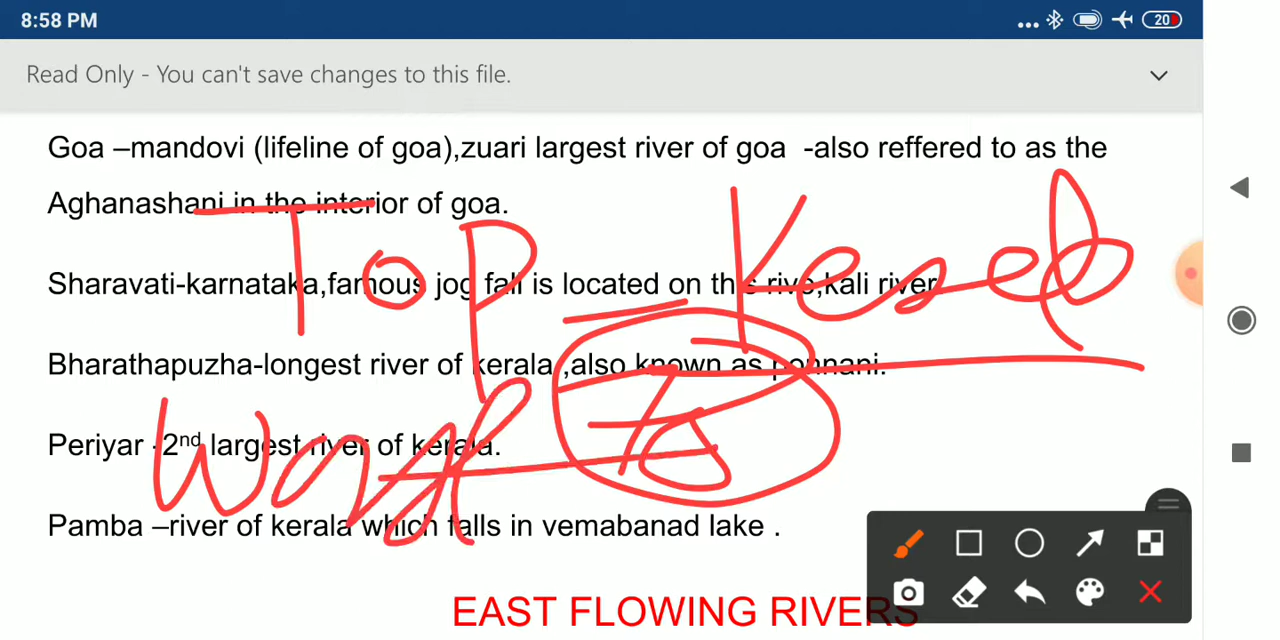 8:58 PM
20
Read Only - You can't save changes to this file.
Goa –mandovi (lifeline of goa),zuari largest river of goa -also reffered to as the
Aghanashani in the interior of goa.
Top
Sharavati-karnataka,famous jog fall is located on this rive,kali river
Bharathapuzha-longest river of kerala ,also known as ponnani.
Periyar -2nd largest river of kerala.
Pamba –river of kerala which falls in vemabanad lake .
EAST FLOWING RIVERS